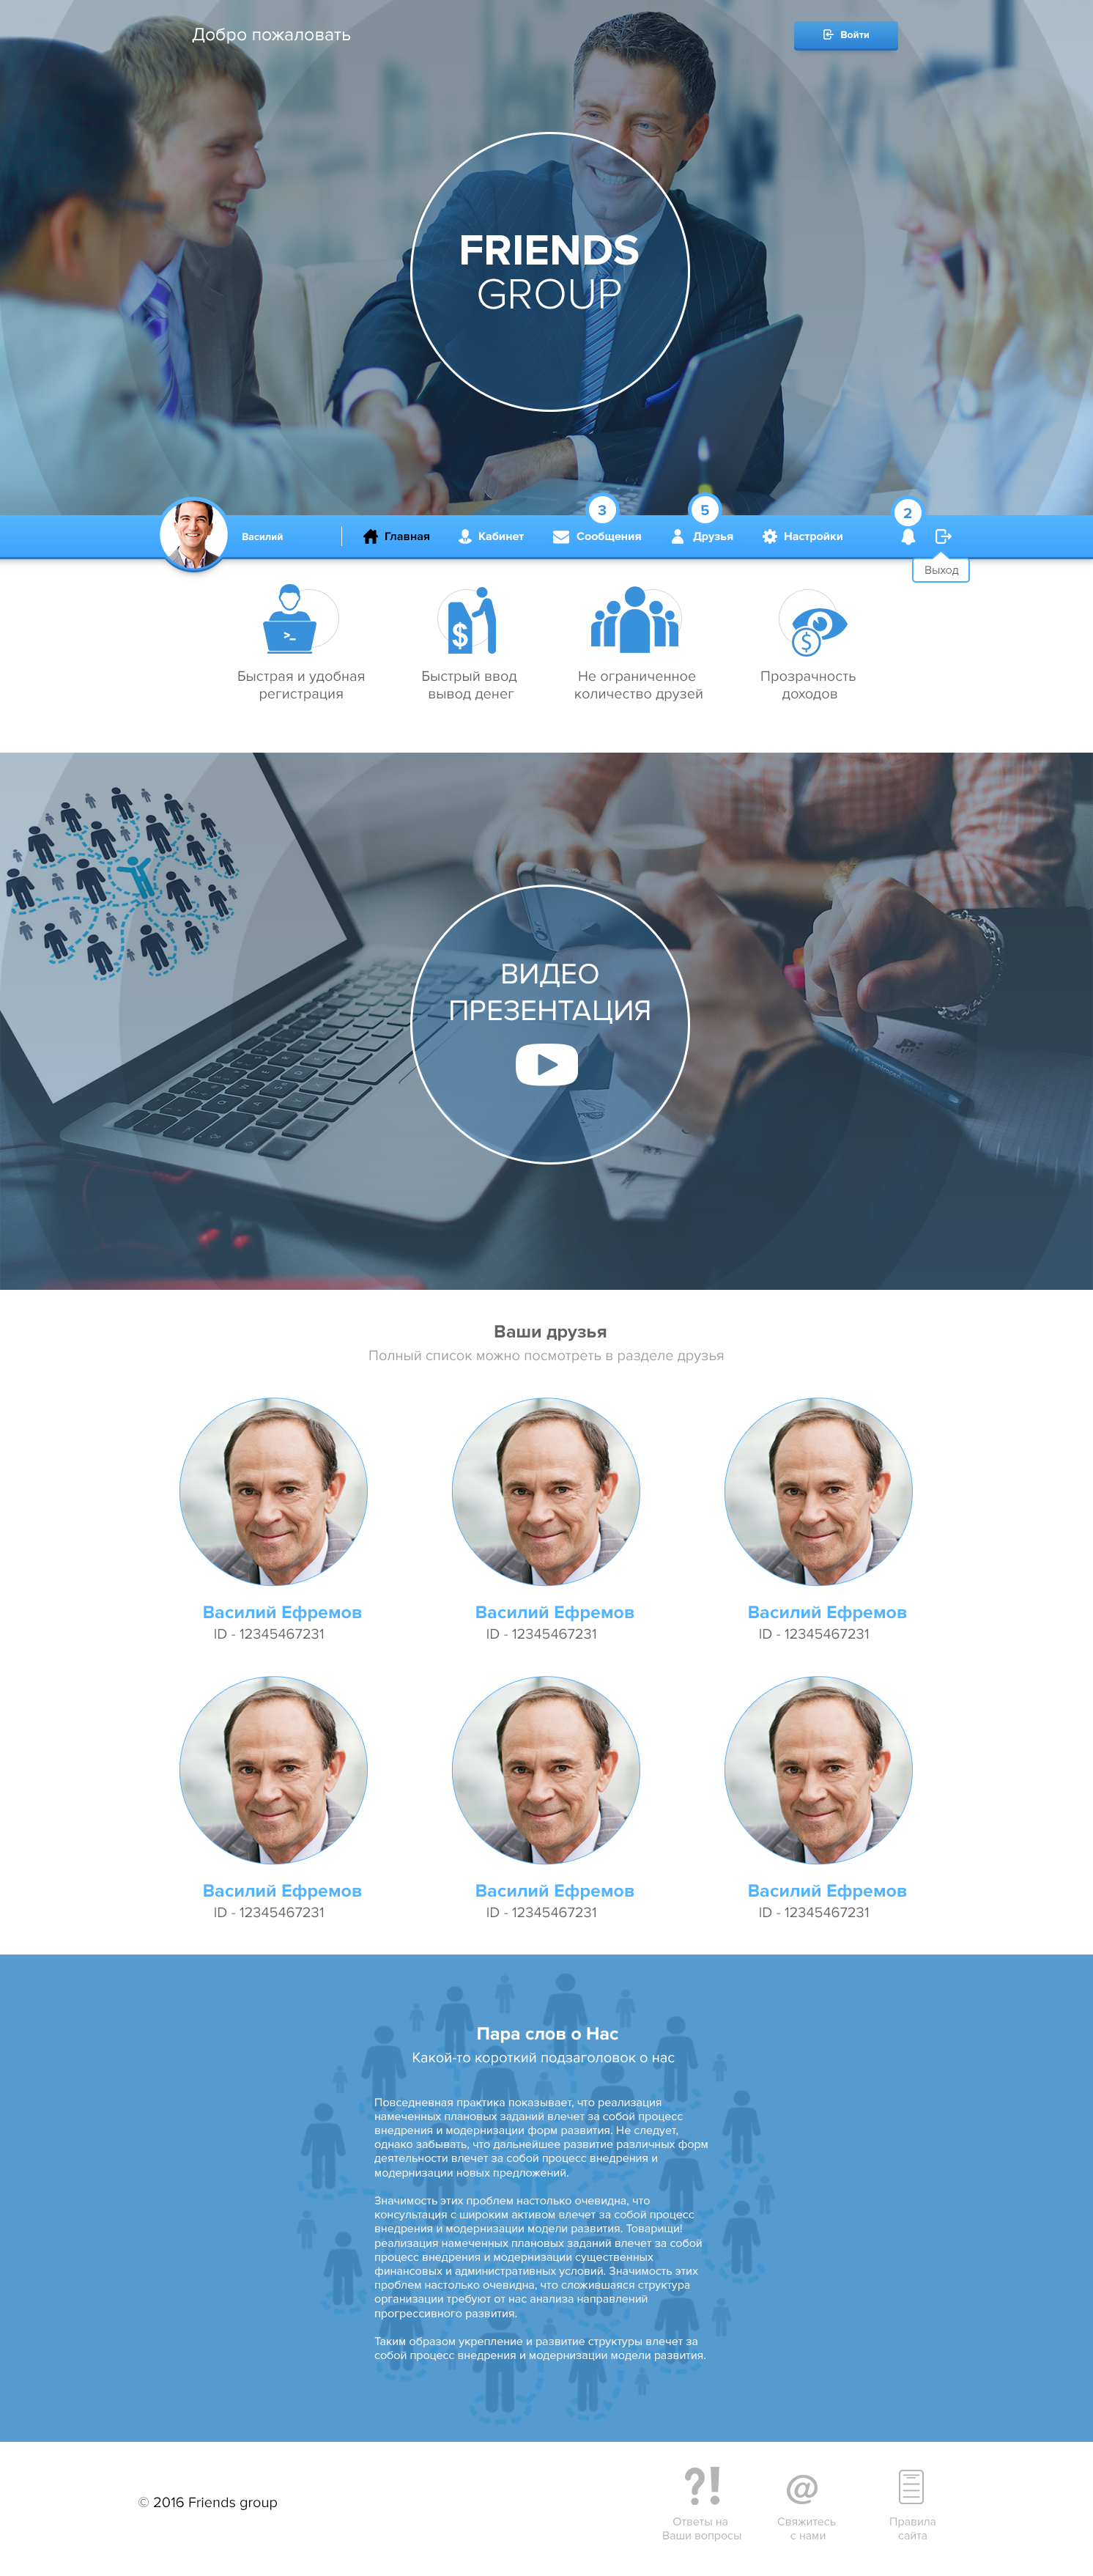 Добро пожаловать
Войти
FRIENDS
GROUP
3
5
2
Василий
Главная
Кабинет
Сообщения
Друзья
Настройки
Выход
>_
$
$
Быстрая и удобная
регистрация
Быстрый ввод
вывод денег
Не ограниченное
количество друзей
Прозрачность
доходов
ВИДЕО
ПРЕЗЕНТАЦИЯ
Ваши друзья
Полный список можно посмотреть в разделе друзья
Василий Ефремов
ID - 12345467231
Василий Ефремов
ID - 12345467231
Василий Ефремов
ID - 12345467231
Василий Ефремов
ID - 12345467231
Василий Ефремов
ID - 12345467231
Василий Ефремов
ID - 12345467231
Пара слов о Нас
Какой-то короткий подзаголовок о нас
Повседневная практика показывает, что реализация
намеченных плановых заданий влечет за собой процесс
внедрения и модернизации форм развития. Не следует,
однако забывать, что дальнейшее развитие различных форм
деятельности влечет за собой процесс внедрения и
модернизации новых предложений.
Значимость этих проблем настолько очевидна, что
консультация с широким активом влечет за собой процесс
внедрения и модернизации модели развития. Товарищи!
реализация намеченных плановых заданий влечет за собой
процесс внедрения и модернизации существенных
финансовых и административных условий. Значимость этих
проблем настолько очевидна, что сложившаяся структура
организации требуют от нас анализа направлений
прогрессивного развития.
Таким образом укрепление и развитие структуры влечет за
собой процесс внедрения и модернизации модели развития.
© 2016 Friends group
?!
@
Ответы на
Ваши вопросы
Свяжитесь
с нами
Правила
сайта